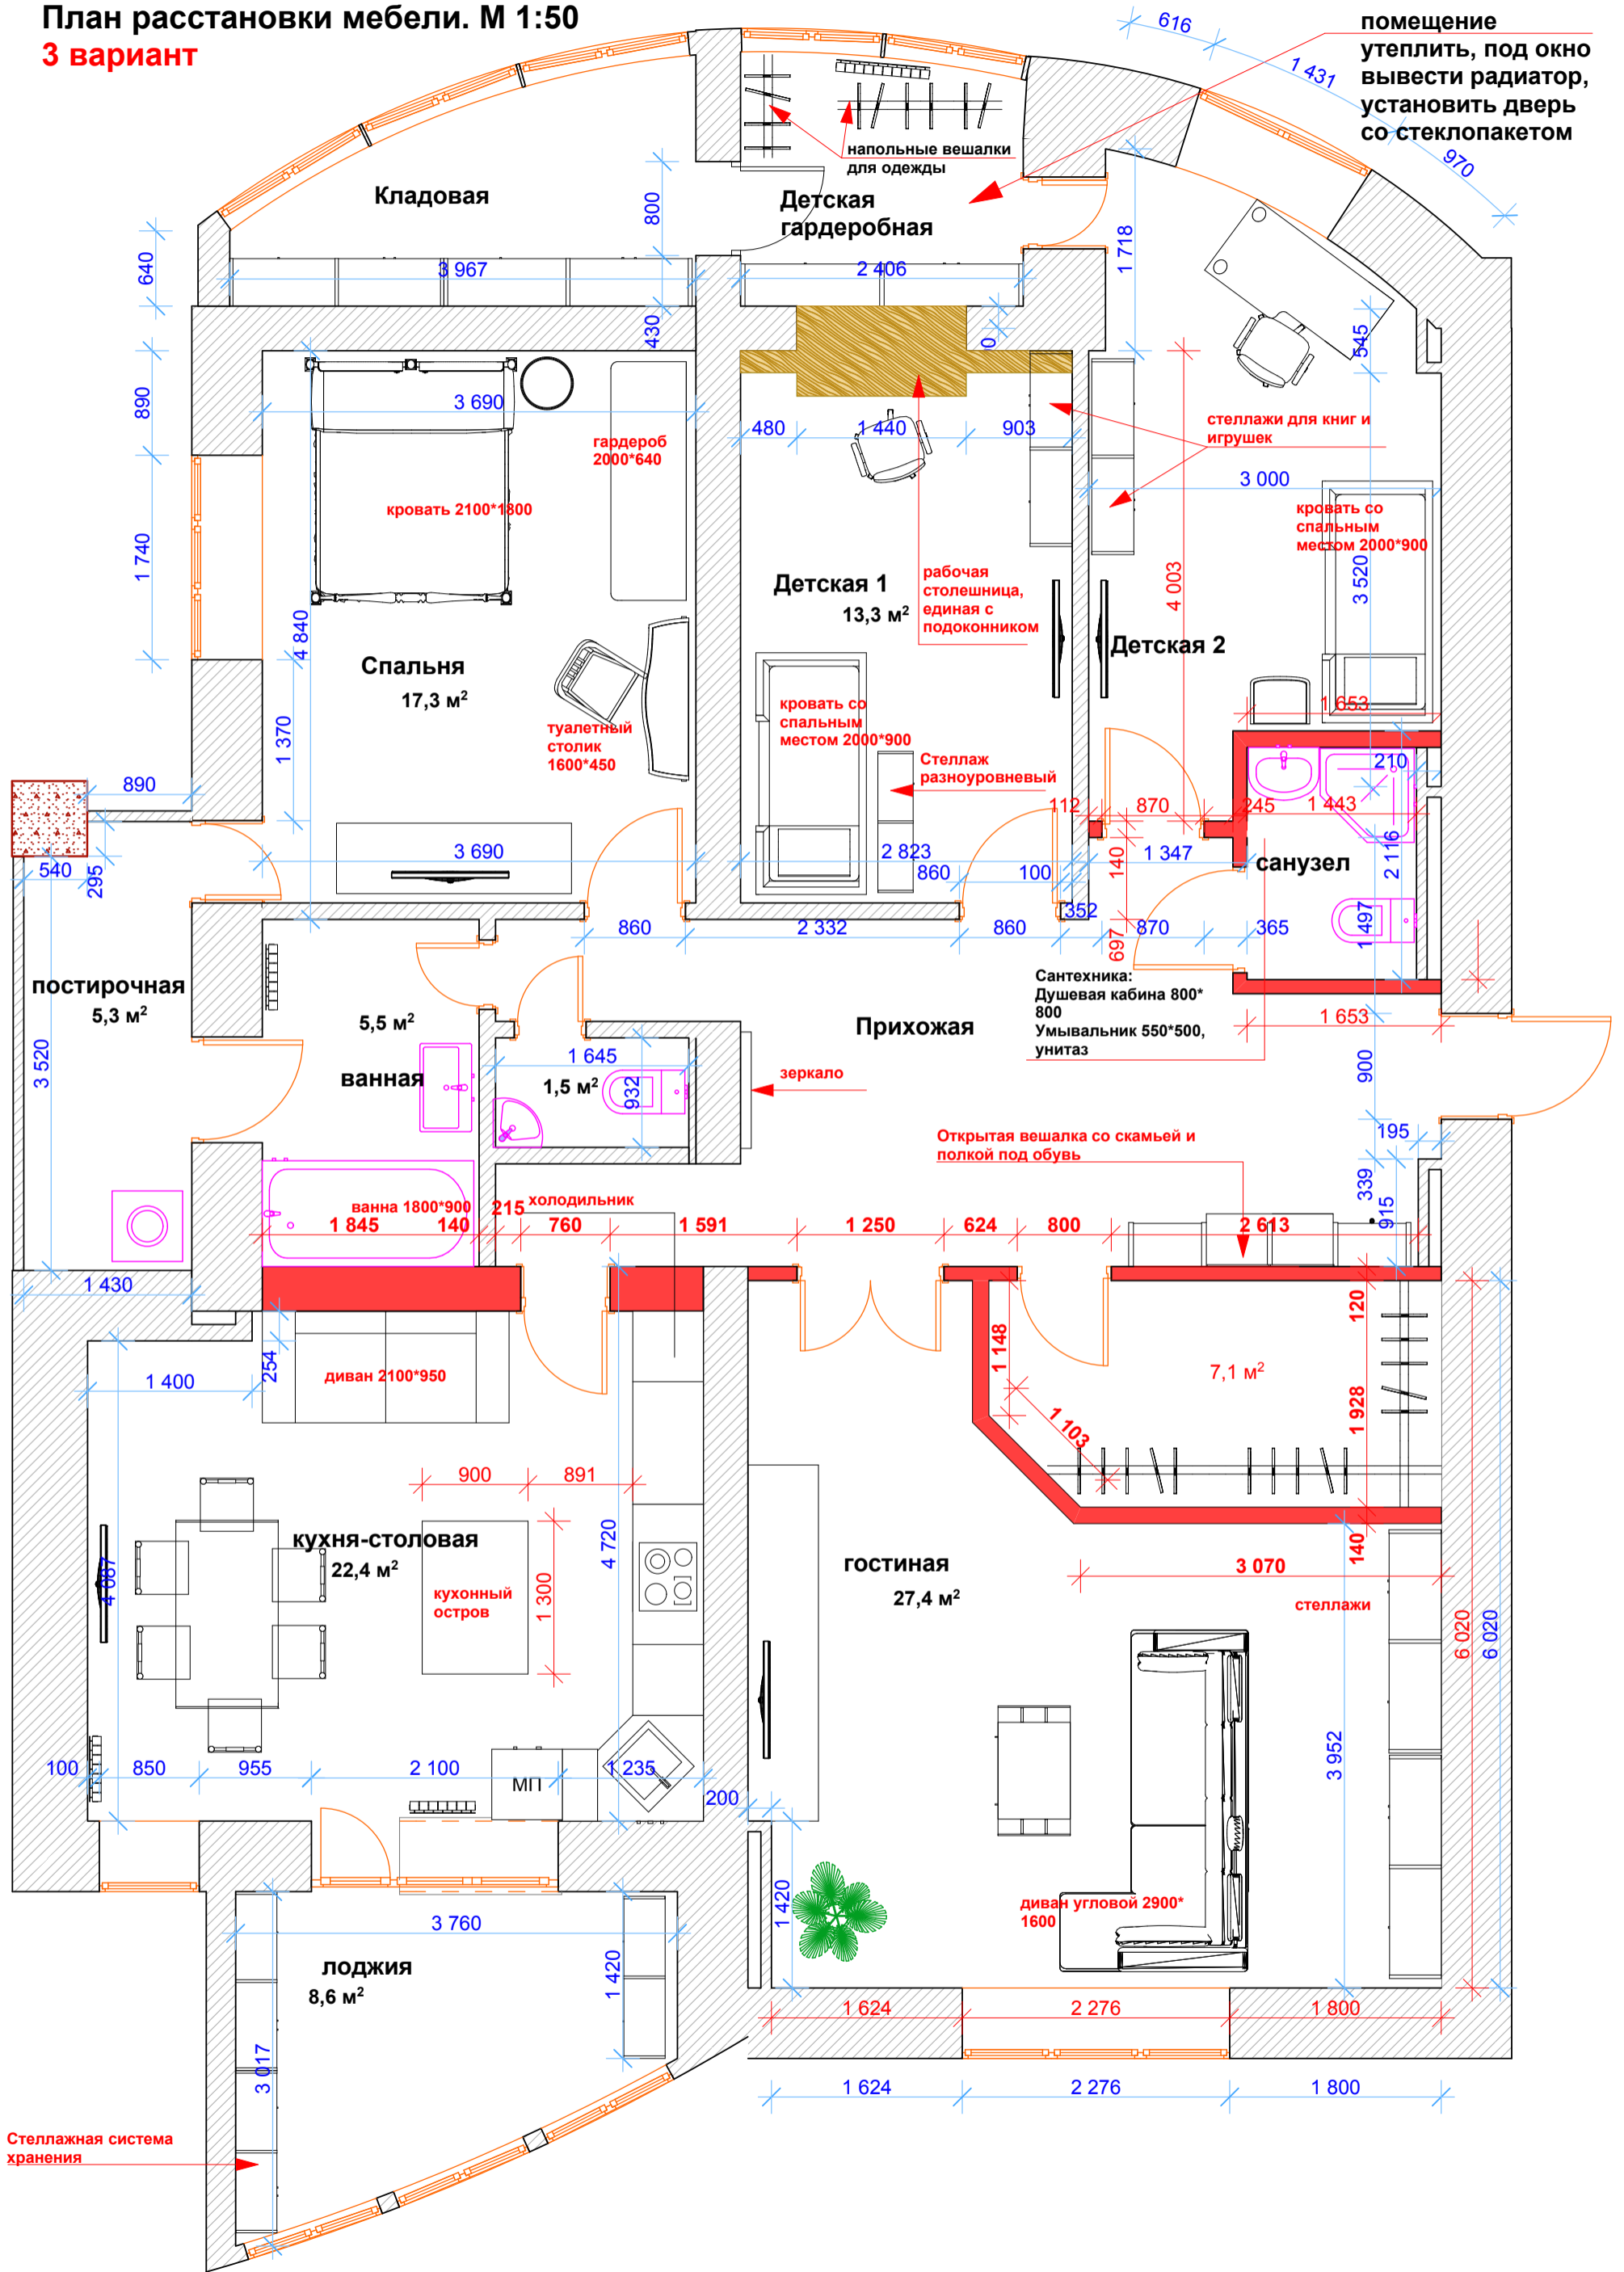 План расстановки мебели. М 1:50
3 вариант
помещение
утеплить, под окно
вывести радиатор,
установить дверь
со стеклопакетом
616
1 431
970
напольные вешалки
для одежды
Кладовая
Детская
гардеробная
800
640
1 718
3 967
2 406
430
545
890
3 690
гардероб
2000*640
480
1 440
903
стеллажи для книг и
игрушек
3 000
кровать 2100*1800
кровать со
спальным
местом 2000*900
1 740
3 520
4 003
рабочая
столешница,
единая с
подоконником
Детская 1
13,3 м²
4 840
Детская 2
Спальня
17,3 м²
1 370
туалетный
столик
1600*450
кровать со
спальным
местом 2000*900
1 653
Стеллаж
разноуровневый
210
890
112
870
245
1 443
540
295
3 690
2 823
860
100
140
1 347
санузел
2 116
352
860
2 332
860
697
870
365
1 497
постирочная
5,3 м²
5,5 м²
Прихожая
Сантехника:
Душевая кабина 800*
800
Умывальник 550*500,
унитаз
1 653
3 520
ванная
1 645
1,5 м²
932
зеркало
900
Открытая вешалка со скамьей и
полкой под обувь
195
339
915
ванна 1800*900
215
холодильник
1 845
140
760
1 591
1 250
624
800
2 613
1 430
120
254
1 148
1 400
диван 2100*950
7,1 м²
1 928
1 103
900
891
кухня-столовая
22,4 м²
4 720
4 087
1 300
кухонный
остров
гостиная
27,4 м²
140
3 070
стеллажи
6 020
6 020
3 952
100
850
955
2 100
1 235
МП
200
1 420
диван угловой 2900*
1600
3 760
лоджия
8,6 м²
1 420
3 017
1 624
2 276
1 800
1 624
2 276
1 800
Стеллажная система
хранения